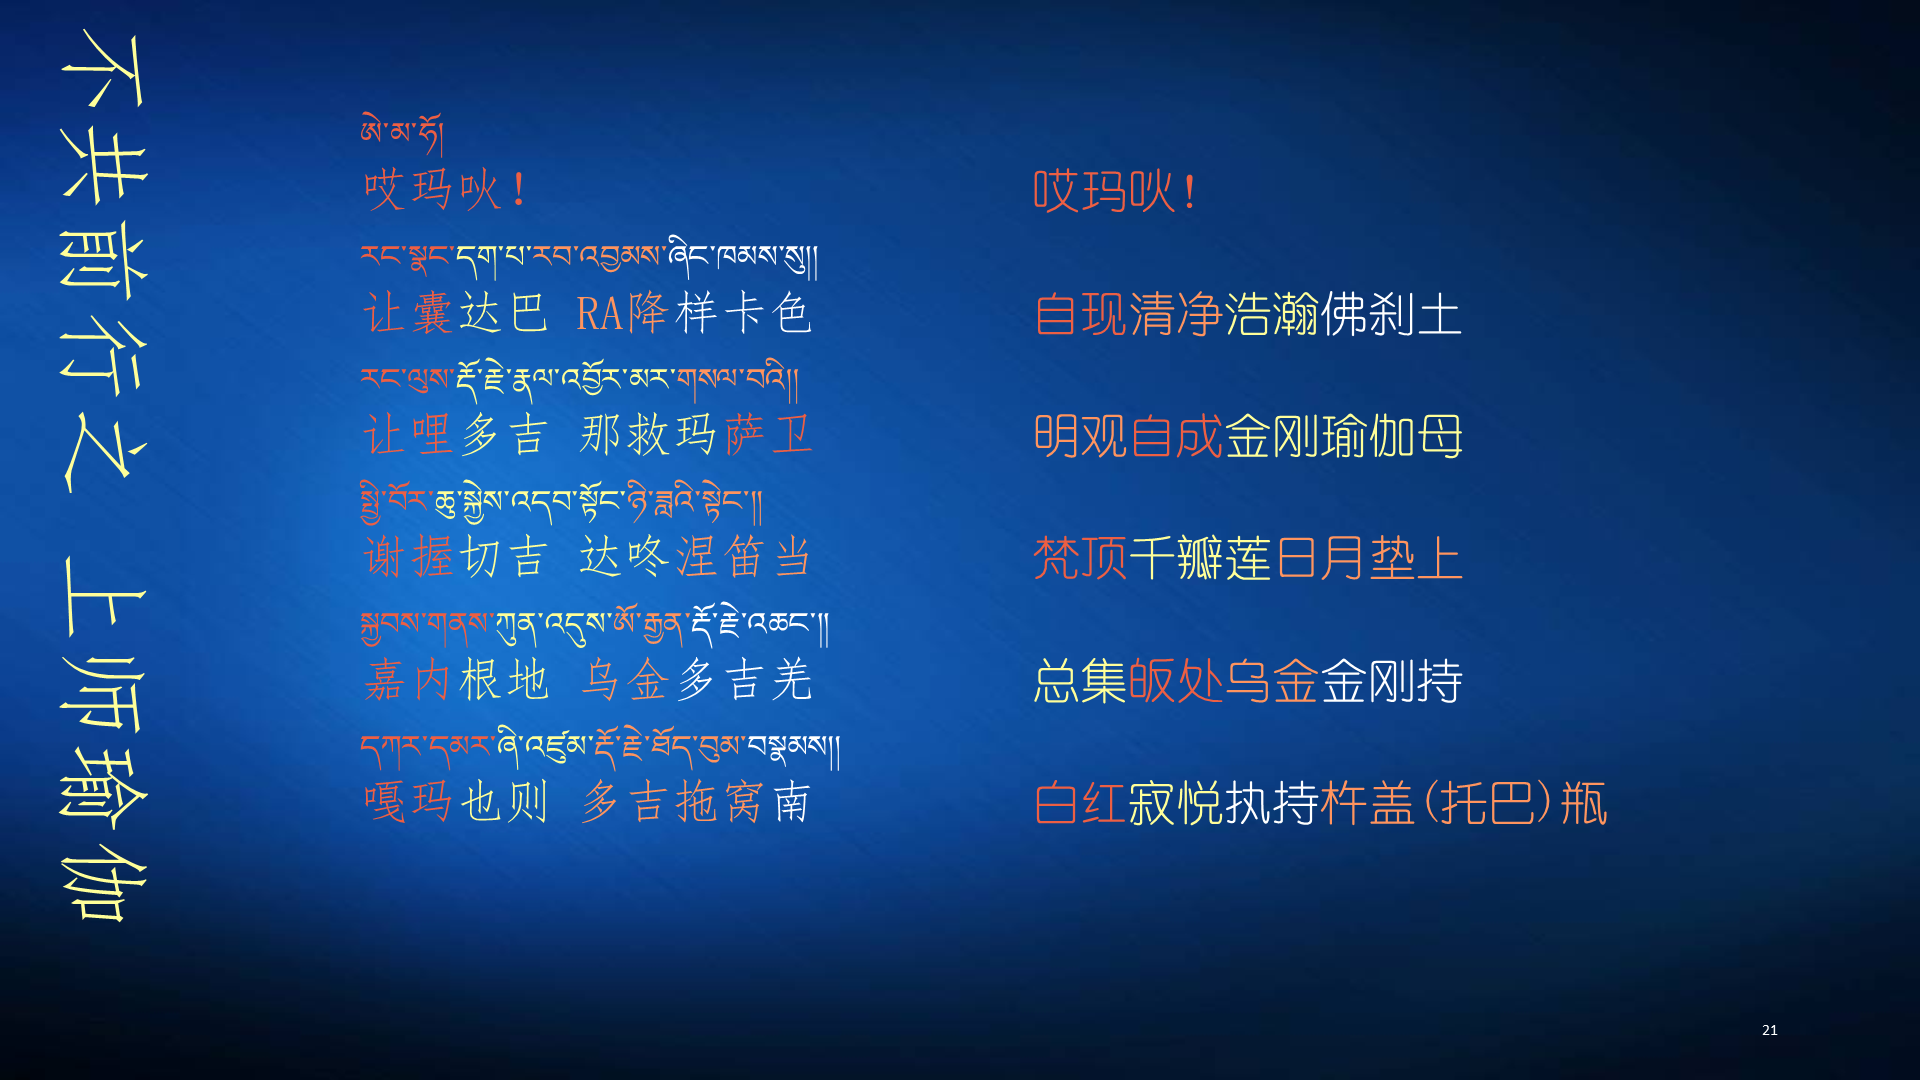 不共前行之 上师瑜伽
ཨེ་མ་ཧོ།
哎玛吙！
哎玛吙！
རང་སྣང་དག་པ་རབ་འབྱམས་ཞིང་ཁམས་སུ།།
让囊达巴 RA降样卡色
自现清净浩瀚佛刹土
རང་ལུས་རྡོ་རྗེ་རྣལ་འབྱོར་མར་གསལ་བའི།།
让哩多吉 那救玛萨卫
明观自成金刚瑜伽母
སྤྱི་བོར་ཆུ་སྐྱེས་འདབ་སྟོང་ཉི་ཟླའི་སྟེང་༎
谢握切吉 达咚涅笛当
梵顶千瓣莲日月垫上
སྐྱབས་གནས་ཀུན་འདུས་ཨོ་རྒྱན་རྡོ་རྗེ་འཆང་༎
嘉内根地 乌金多吉羌
总集皈处乌金金刚持
དཀར་དམར་ཞི་འཛུམ་རྡོ་རྗེ་ཐོད་བུམ་བསྣམས།།
嘎玛也则 多吉拖窝南
白红寂悦执持杵盖(托巴)瓶
21